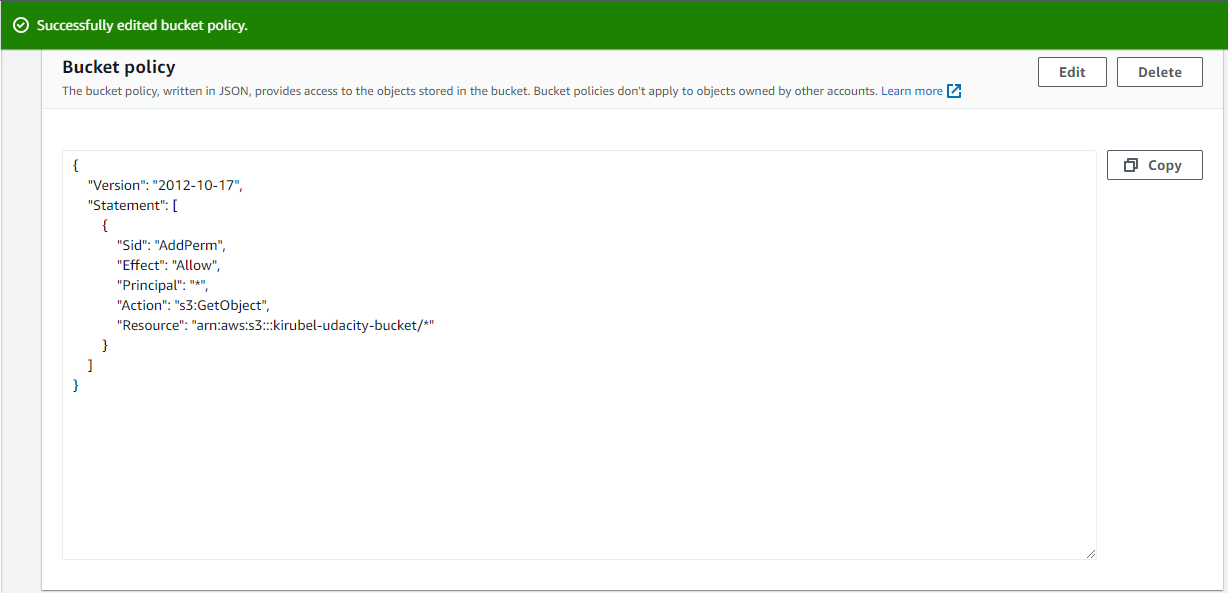 Successfully edited bucket policy.
Bucket policy
Edit
Delete
The bucket policy, written in JSON, provides access to the objects stored in the bucket. Bucket policies don't apply to objects owned by other accounts. Learn more
Copy
{
"Version": "2012-10-17",
"Statement": [
{
"Sid": "AddPerm",
"Effect": "Allow",
"Principal": "*",
"Action": "s3:GetObject",
"Resource": "arn:aws:s3:::kirubel-udacity-bucket/*"
}
]
}